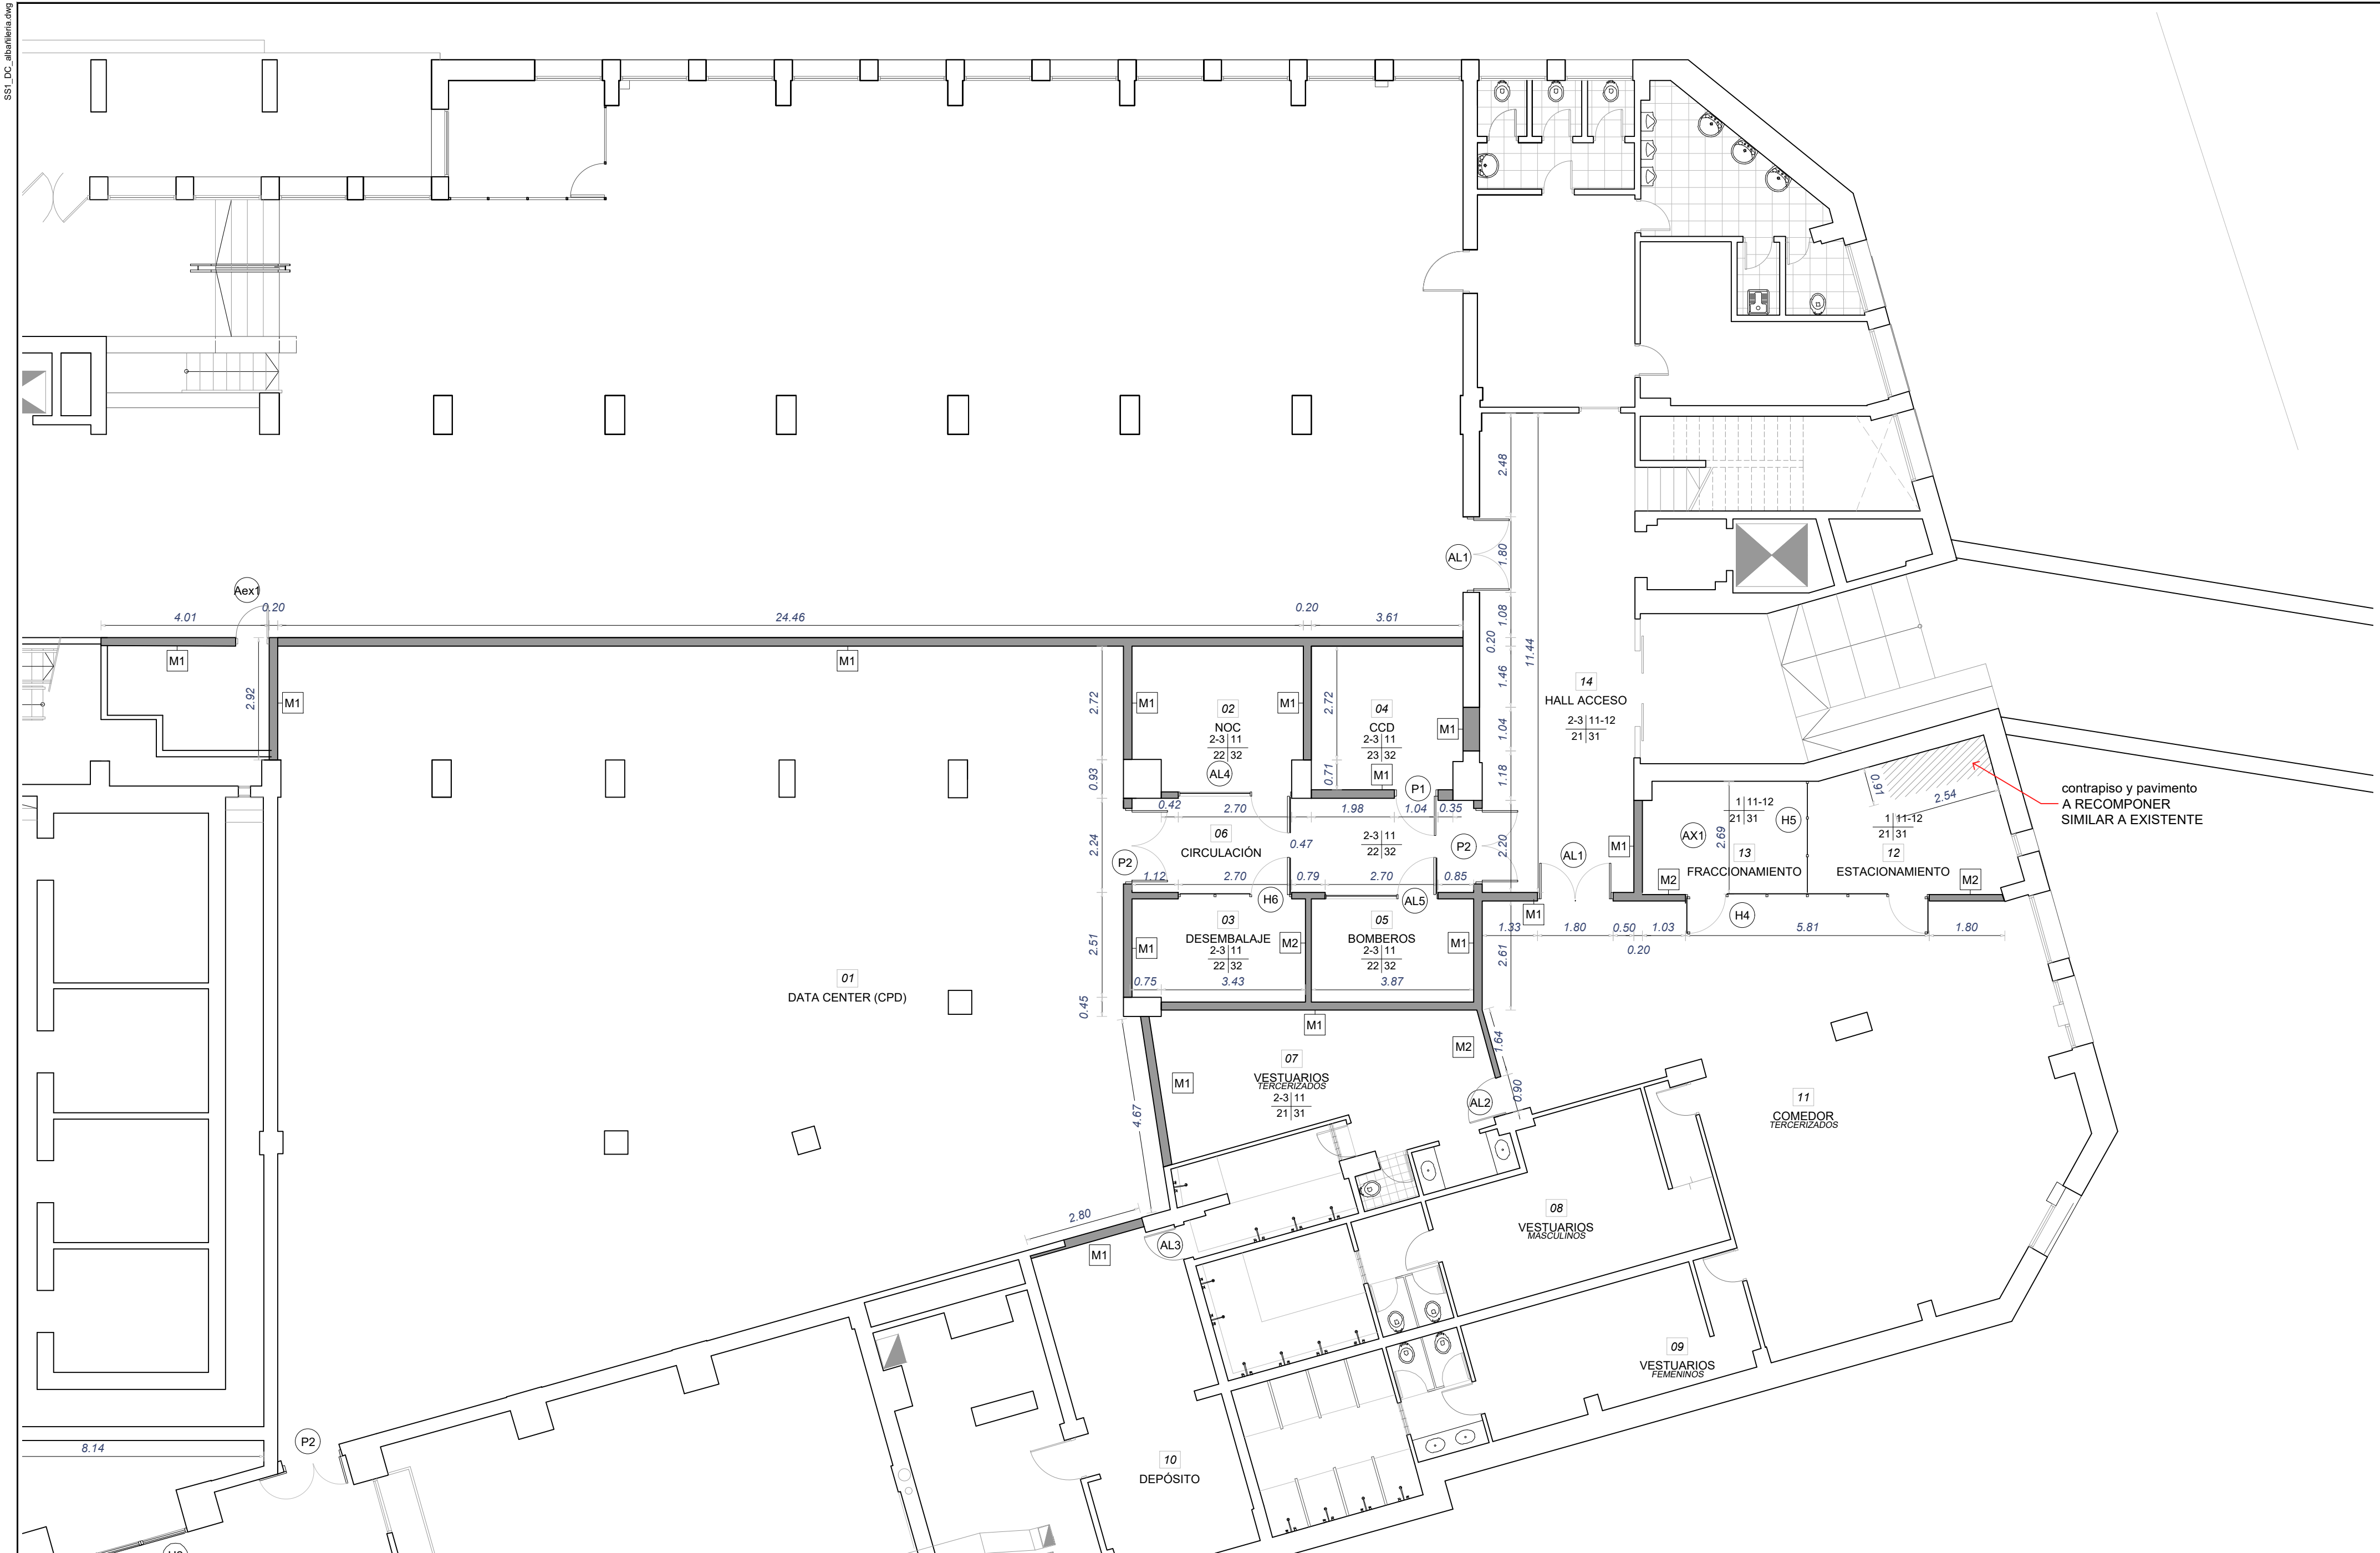 SS1_DC_albañilería.dwg
Aex1
4.01
0.20
24.46
0.20
3.61
M1
M1
2.92
M1
2.48
AL1
1.80
1.08
0.20
11.44
1.46
1.04
1.18
2.20
2.72
M1
M1
02
NOC
2-3 11
22 32
AL4
2.72
04
CCD
2-3 11
23 32
M1
M1
0.71
P1
14
HALL ACCESO
2-3 11-12
21 31
0.93
0.42
2.70
1.98
1.04
0.35
2.24
06
CIRCULACIÓN
0.47
2-3 11
22 32
P2
P2
AL1
M1
1.12
2.70
0.79
2.70
0.85
H6
AL5
M1
1 11-12
21 31
H5
AX1
2.69
13
FRACCIONAMIENTO
M2
0.91
2.54
1 11-12
21 31
12
ESTACIONAMIENTO
M2
contrapiso y pavimento
A RECOMPONER
SIMILAR A EXISTENTE
H4
1.33
1.80
0.50
0.20
1.03
5.81
1.80
2.51
M1
03
DESEMBALAJE
2-3 11
22 32
M2
05
BOMBEROS
2-3 11
22 32
M1
2.61
0.75
3.43
3.87
0.45
01
DATA CENTER (CPD)
M1
M2
1.64
07
VESTUARIOS
TERCERIZADOS
2-3 11
21 31
M1
4.67
AL2
0.90
11
COMEDOR
TERCERIZADOS
2.80
M1
AL3
08
VESTUARIOS
MASCULINOS
09
VESTUARIOS
FEMENINOS
10
DEPÓSITO
8.14
P2